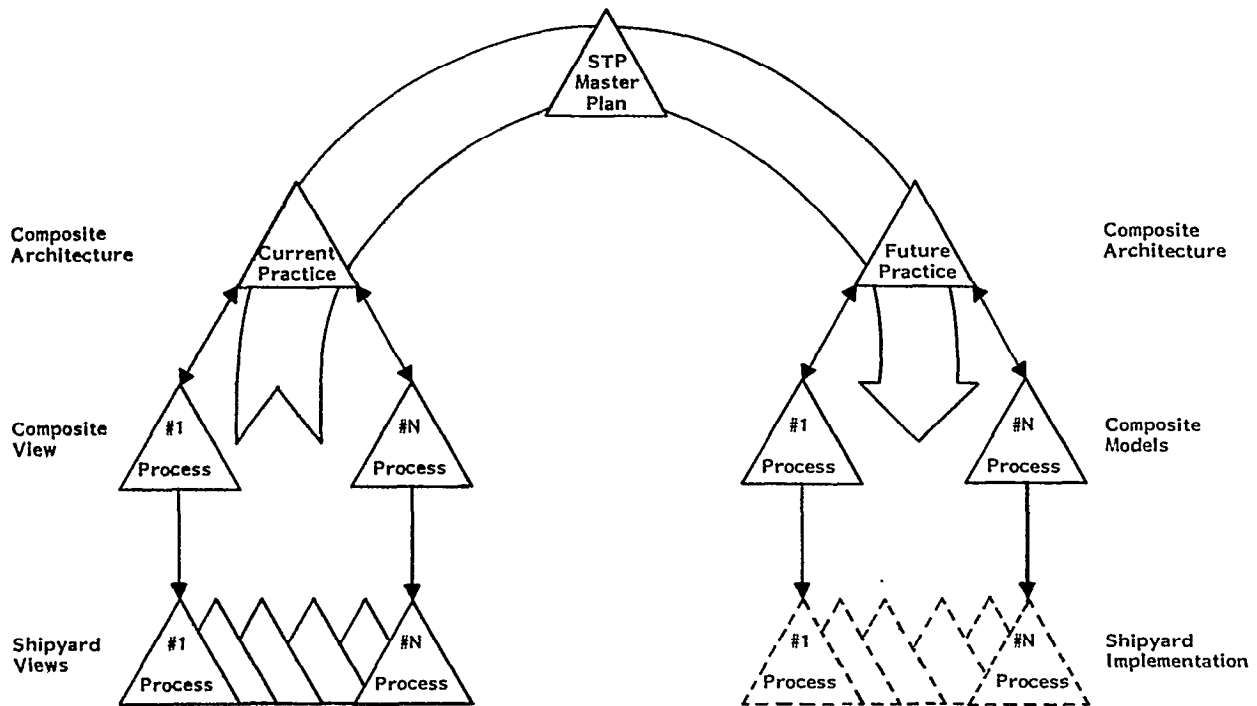 STP
Master
Plan
Composite
Architecture
Current
Practice
Future
Practice
Composite
Architecture
Composite
View
#1
Process
#N
Process
#1
Process
#N
Process
Composite
Models
Shipyard
Views
#1
Process
#N
Process
#1
Process
#N
Process
Shipyard
Implementation